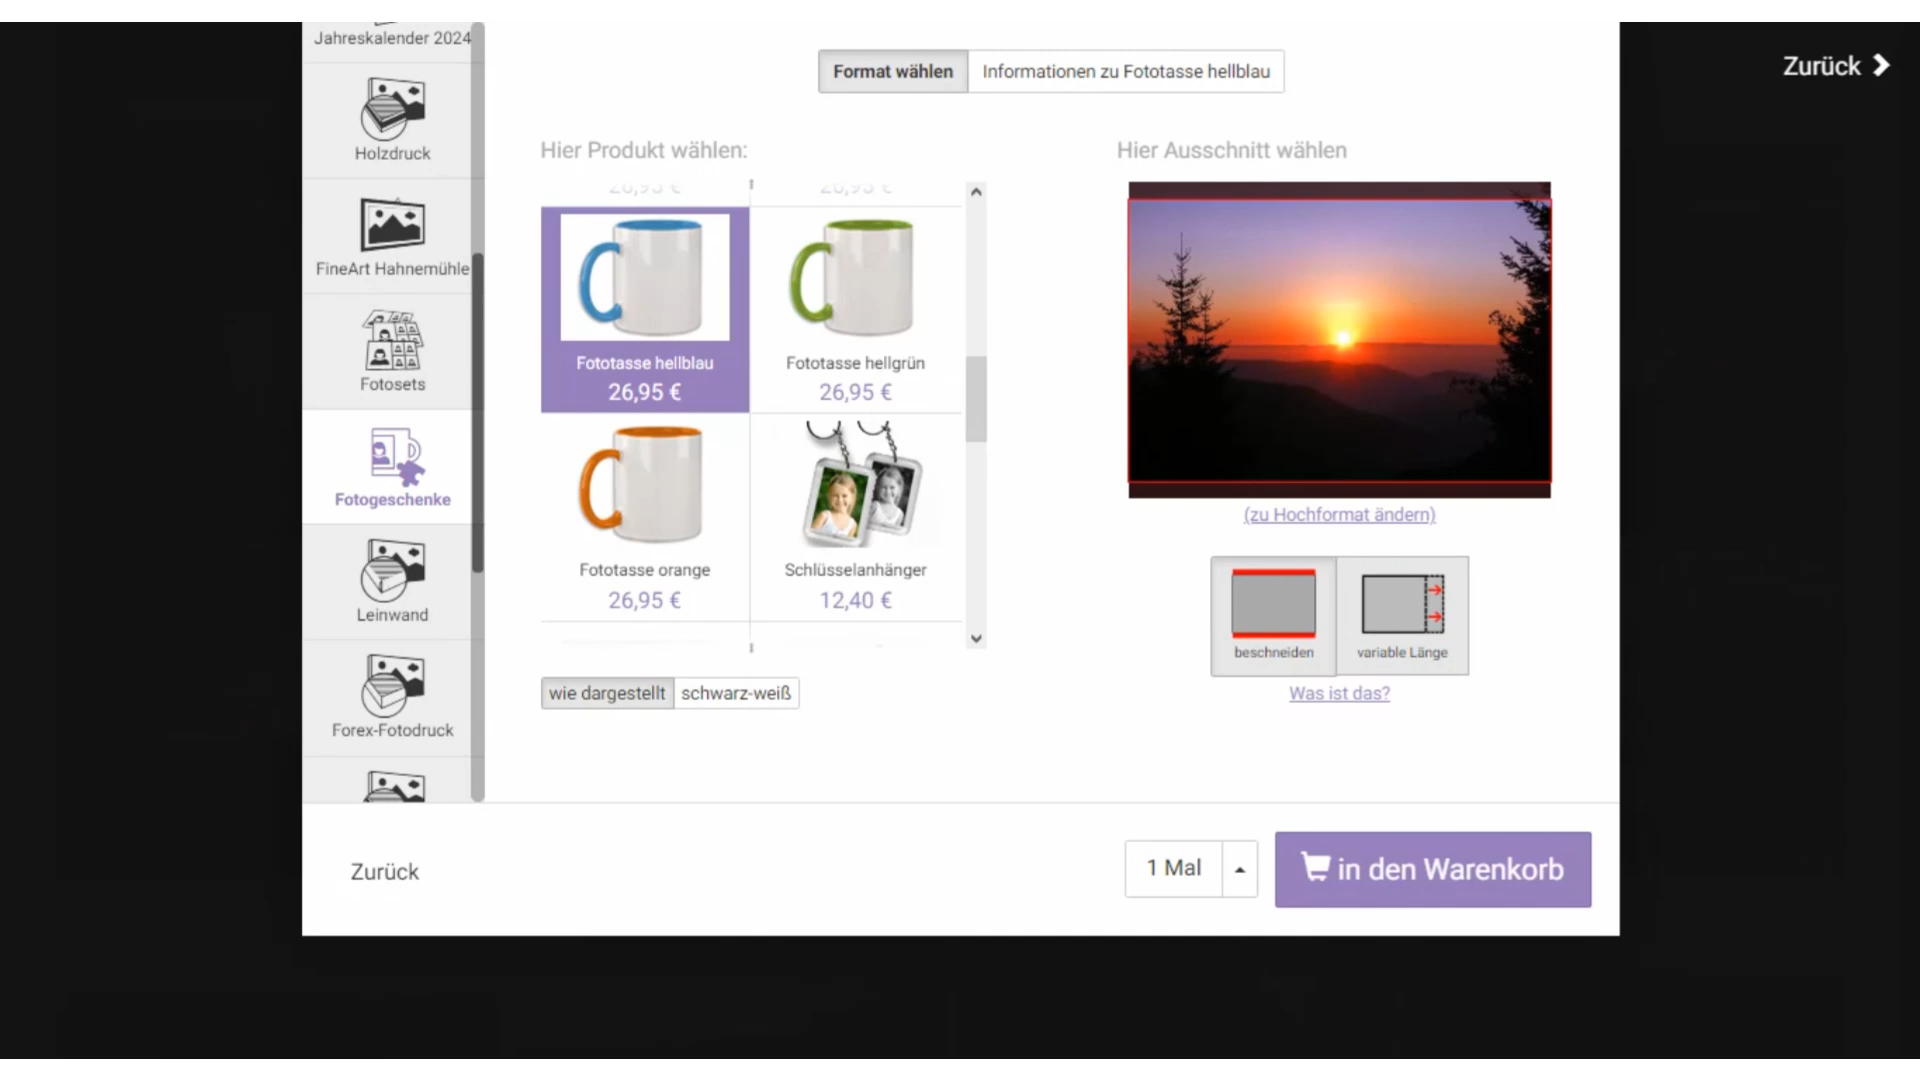 Jahreskalender 2024
Zurück
Format wählen
Informationen zu Fototasse hellblau
Holzdruck
Hier Produkt wählen:
Hier Ausschnitt wählen
FineArt Hahnemühle
Fototasse hellblau
26,95 €
Fototasse hellgrün
26,95 €
Fotosets
Fotogeschenke
(zu Hochformat ändern)
Fototasse orange
26,95 €
Schlüsselanhänger
12,40 €
Leinwand
beschneiden
variable Länge
Was ist das?
wie dargestellt
schwarz-weiß
Forex-Fotodruck
Zurück
1 Mal
in den Warenkorb